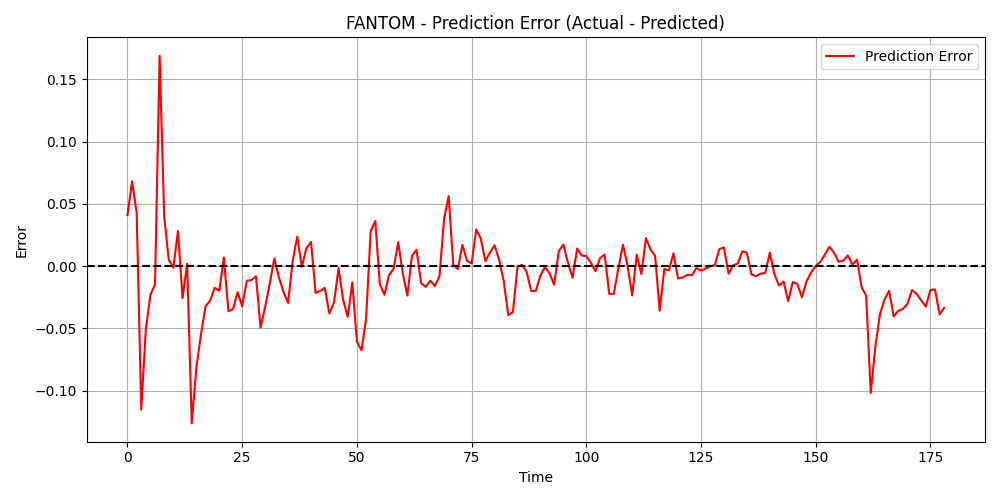 FANTOM - Prediction Error (Actual - Predicted)
Prediction Error
Error
0.15
0.10
0.05
0.00
−0.05
−0.10
0 25 50 75 100 125 150 175
Time